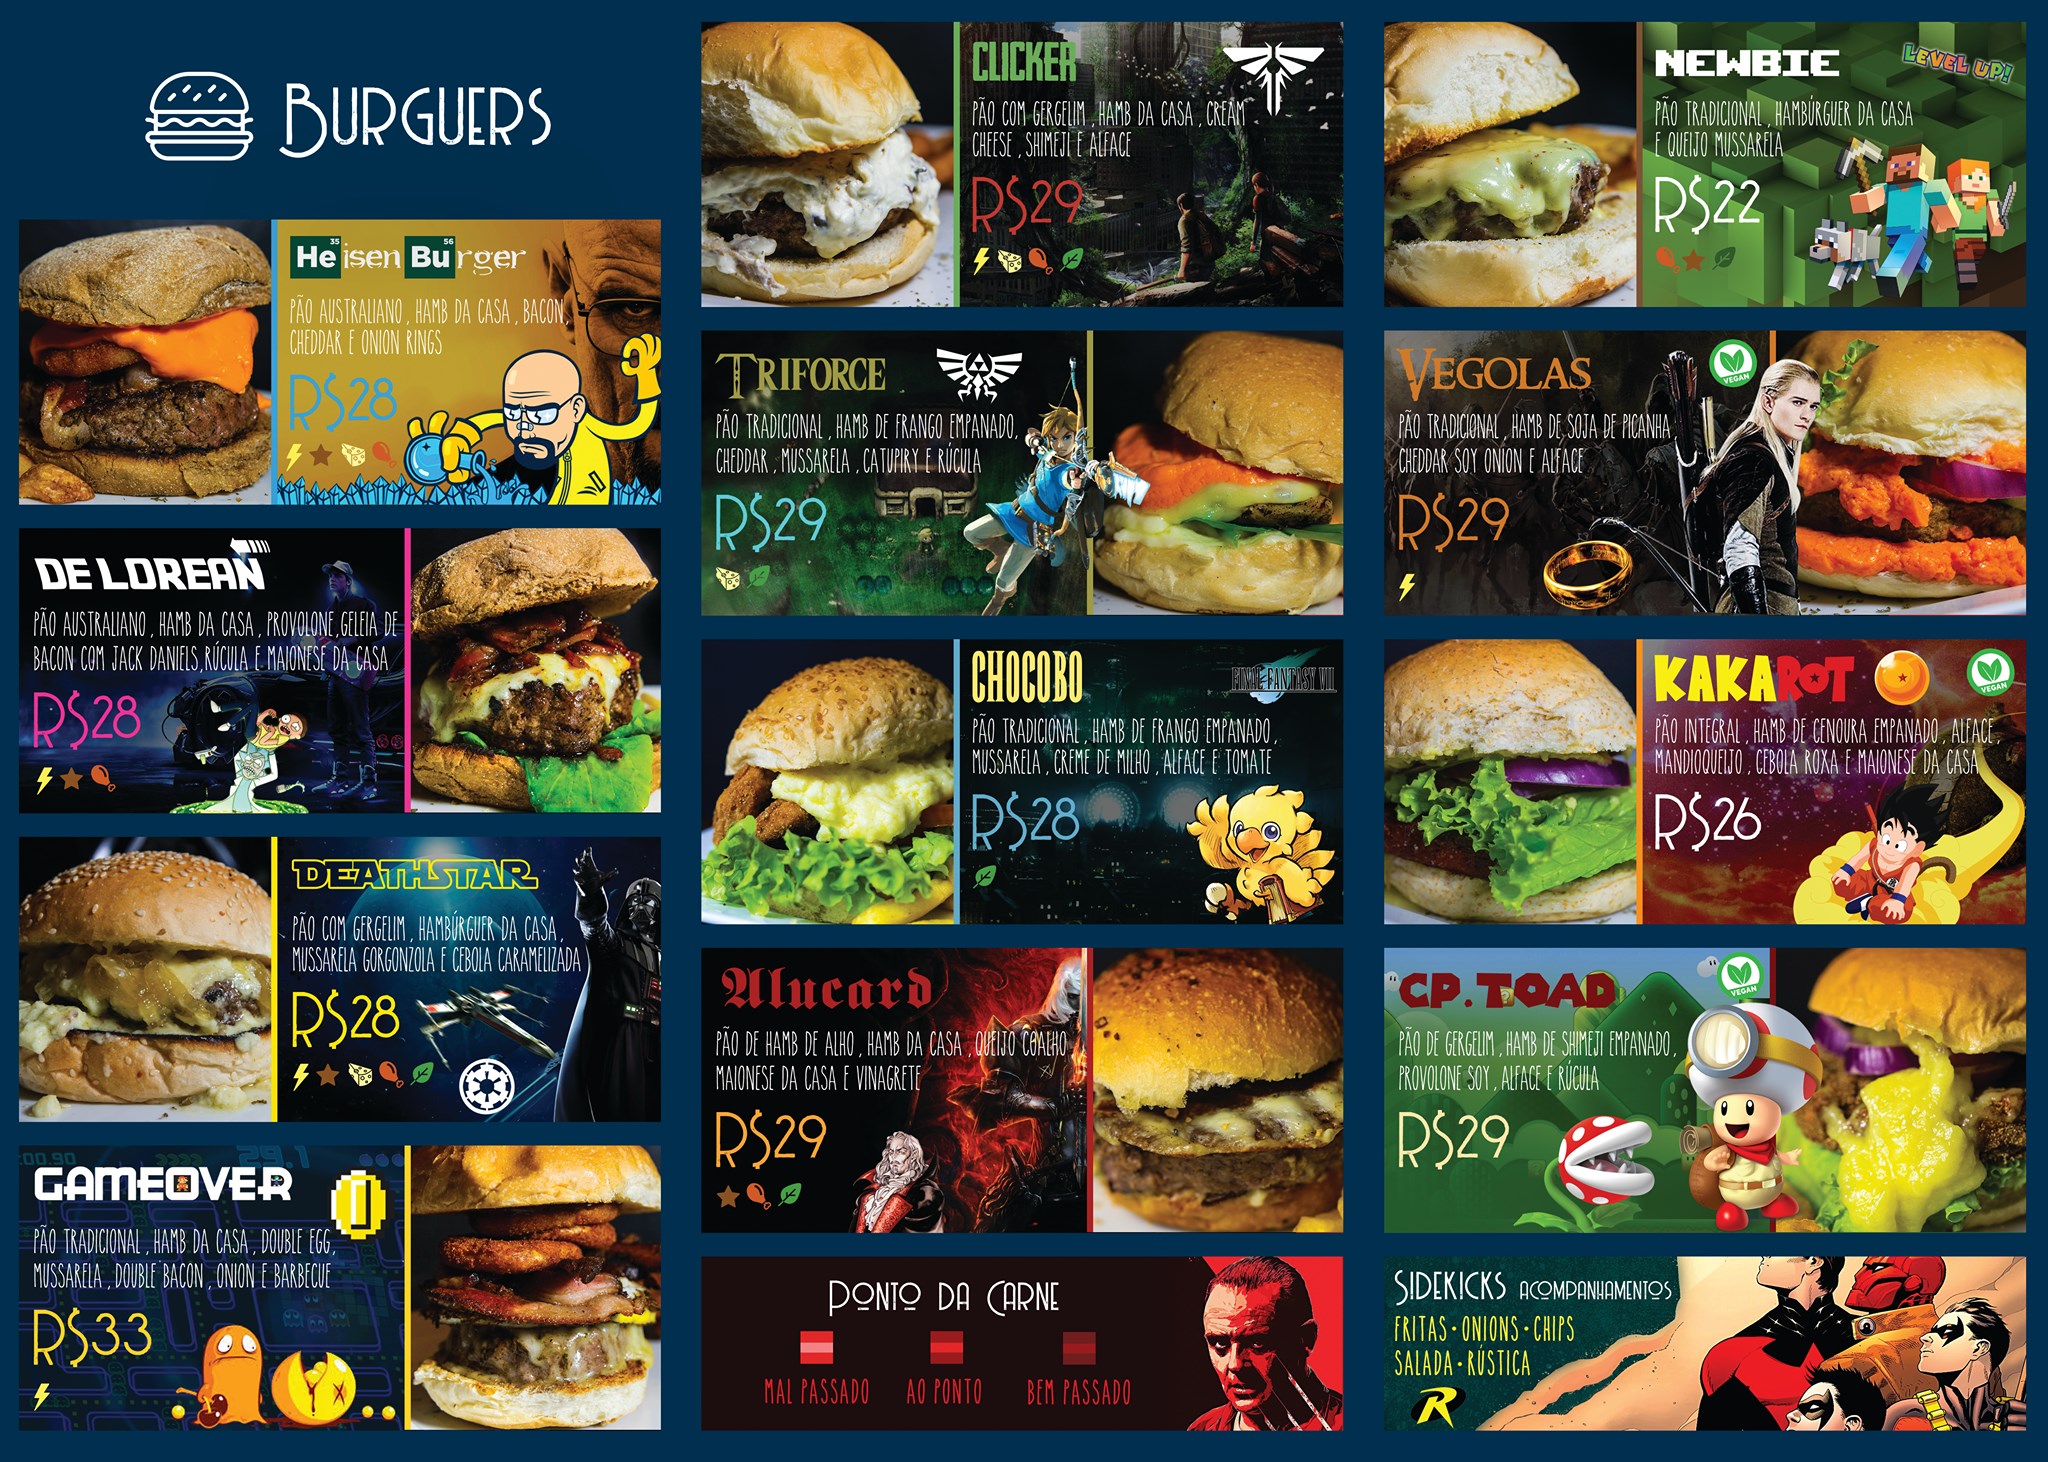 BURGUERS
35 56
Heisen Burger
PÃO AUSTRALIANO , HAMB DA CASA , BACON,
CHEDDAR E ONION RINGS
R$28
DE LOREAN
PÃO AUSTRALIANO , HAMB DA CASA , PROVOLONE,GELEIA DE
BACON COM JACK DANIELS,RÚCULA E MAIONESE DA CASA
R$28
DEATHSTAR
PÃO COM GERGELIM , HAMBÚRGUER DA CASA ,
MUSSARELA GORGONZOLA E CEBOLA CARAMELIZADA
R$28
GAMEOVER
PÃO TRADICIONAL , HAMB DA CASA , DOUBLE EGG,
MUSSARELA , DOUBLE BACON , ONION E BARBECUE
R$33
CLICKER
PÃO COM GERGELIM , HAMB DA CASA , CREAM
CHEESE , SHIMEJI E ALFACE
R$29
TRIFORCE
PÃO TRADICIONAL , HAMB DE FRANGO EMPANADO,
CHEDDAR , MUSSARELA , CATUPIRY E RÚCULA
R$29
CHOCOBO
FINAL FANTASY VII
PÃO TRADICIONAL , HAMB DE FRANGO EMPANADO ,
MUSSARELA , CREME DE MILHO , ALFACE E TOMATE
R$28
Alucard
PÃO DE HAMB DE ALHO , HAMB DA CASA , QUEIJO COALHO
MAIONESE DA CASA E VINAGRETE
R$29
PONTO DA CARNE
MAL PASSADO AO PONTO BEM PASSADO
NEWBIE
LEVEL UP!
PÃO TRADICIONAL , HAMBÚRGUER DA CASA
E QUEIJO MUSSARELA
R$22
VEGOLAS
VEGAN
PÃO TRADICIONAL , HAMB DE SOJA DE PICANHA ,
CHEDDAR SOY ONION E ALFACE
R$29
KAKAROT
VEGAN
PÃO INTEGRAL , HAMB DE CENOURA EMPANADO , ALFACE ,
MANDIOQUEIJO , CEBOLA ROXA E MAIONESE DA CASA
R$26
CP. TOAD
VEGAN
PÃO DE GERGELIM , HAMB DE SHIMEJI EMPANADO ,
PROVOLONE SOY , ALFACE E RÚCULA
R$29
SIDEKICKS ACOMPANHAMENTOS
FRITAS • ONIONS • CHIPS
SALADA • RÚSTICA
R